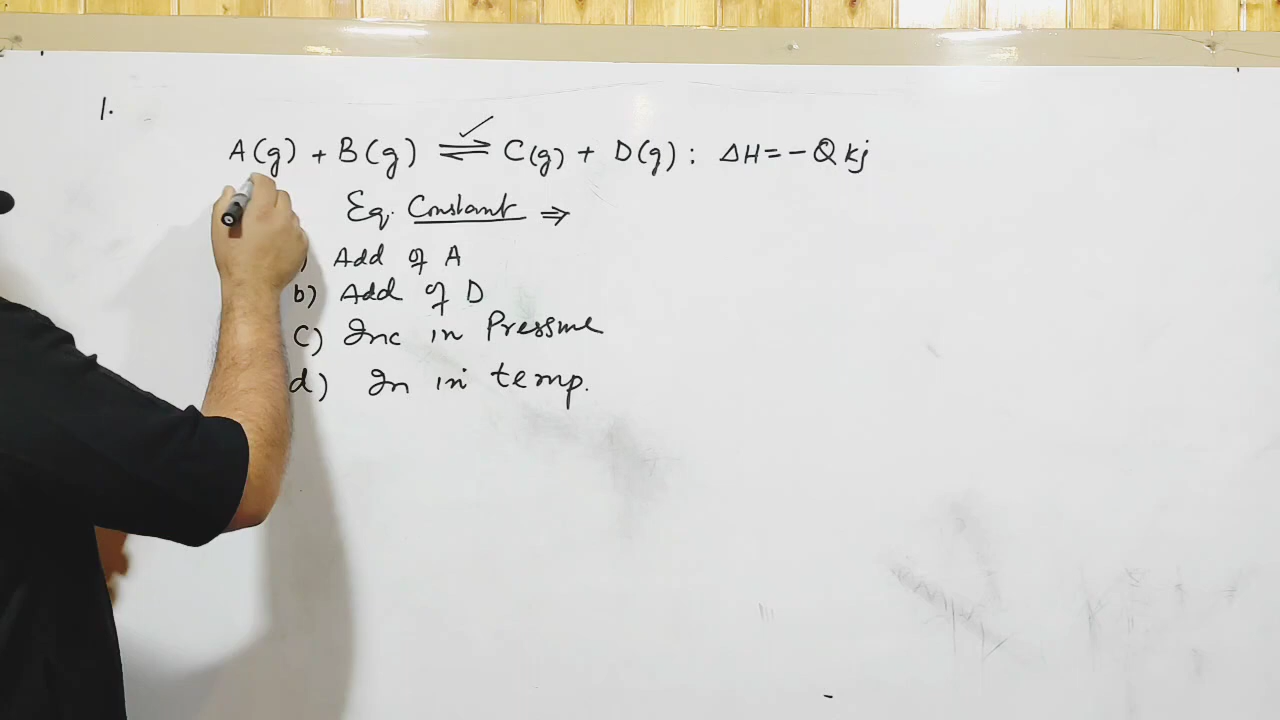 1.
A(g) + B(g) ⇌ C(g) + D(g) : ΔH = - Q kj
Eq. Constant ⇒
) Add of A
b) Add of D
C) Inc in Pressure
d) In in temp.